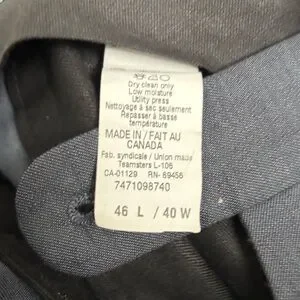 Dry clean only
Low moisture
Utility press
Nettoyage à sec seulement
Repasser à basse
température
MADE IN / FAIT AU
CANADA
Fab. syndicale / Union made
Teamsters L-106
CA-01129 RN- 69456
7471098740
46 L / 40 W